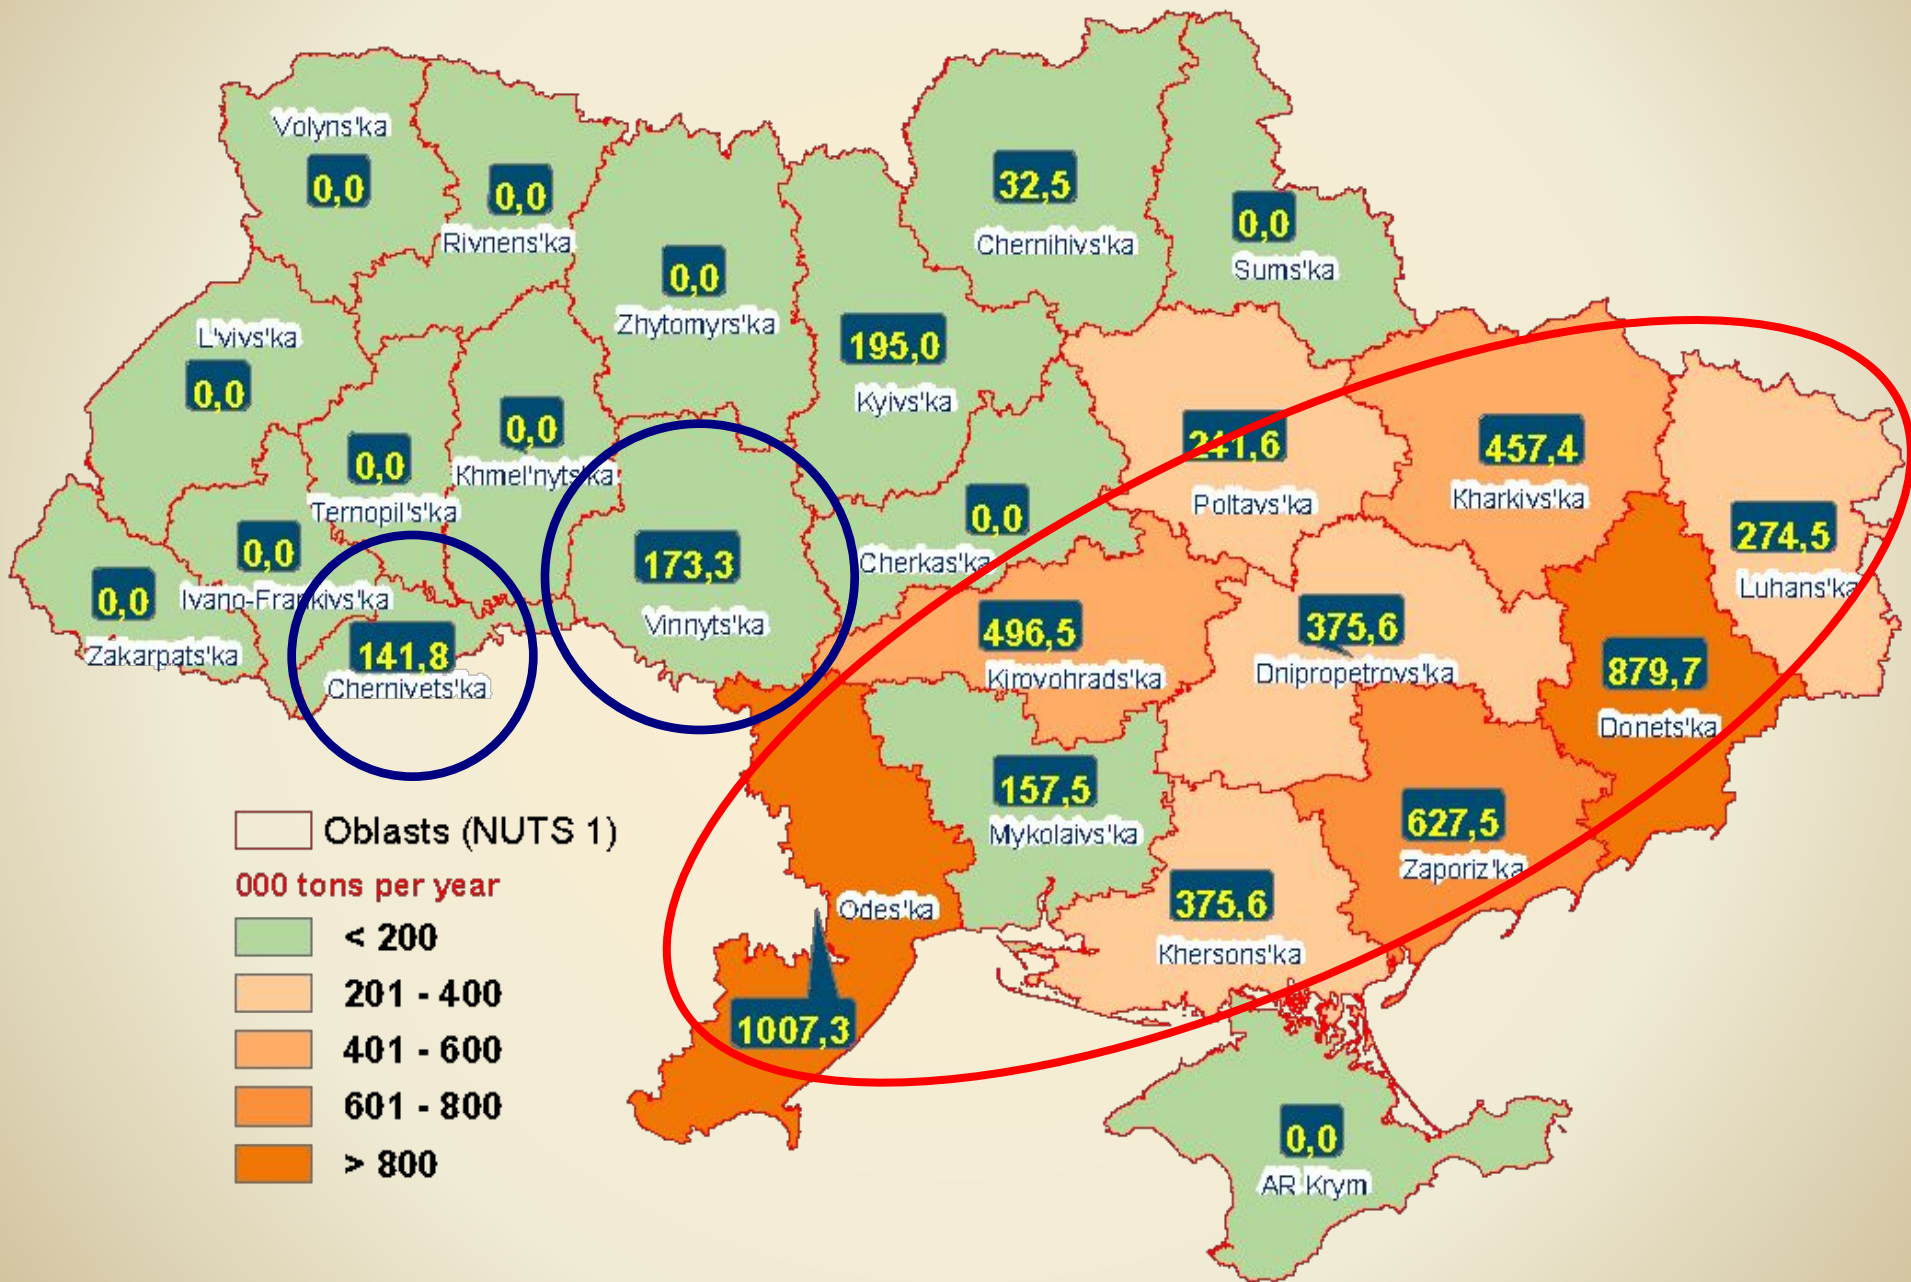 Volyns'ka
0,0
0,0
Rivnens'ka
32,5
Chernihivs'ka
0,0
Sums'ka
0,0
Zhytomyrs'ka
L'vivs'ka
0,0
195,0
Kyivs'ka
0,0
Khmel'nyts'ka
0,0
Ternopil's'ka
241,6
Poltavs'ka
457,4
Kharkivs'ka
274,5
Luhans'ka
0,0
Cherkas'ka
0,0
Ivano-Frankivs'ka
173,3
Vinnyts'ka
0,0
Zakarpats'ka
141,8
Chernivets'ka
496,5
Kirovohrads'ka
375,6
Dnipropetrovs'ka
879,7
Donets'ka
157,5
Mykolaivs'ka
627,5
Zaporiz'ka
Odes'ka
1007,3
375,6
Khersons'ka
0,0
AR Krym
Oblasts (NUTS 1)
000 tons per year
< 200
201 - 400
401 - 600
601 - 800
> 800